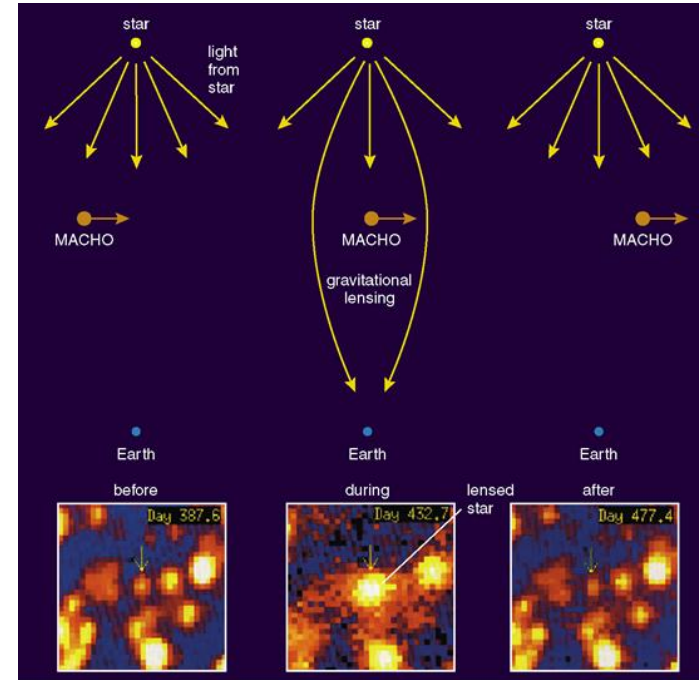 star
star
star
light
from
star
MACHO
MACHO
MACHO
gravitational
lensing
Earth
Earth
Earth
before
during
lensed
star
after
Day 387.6
Day 432.7
Day 477.4